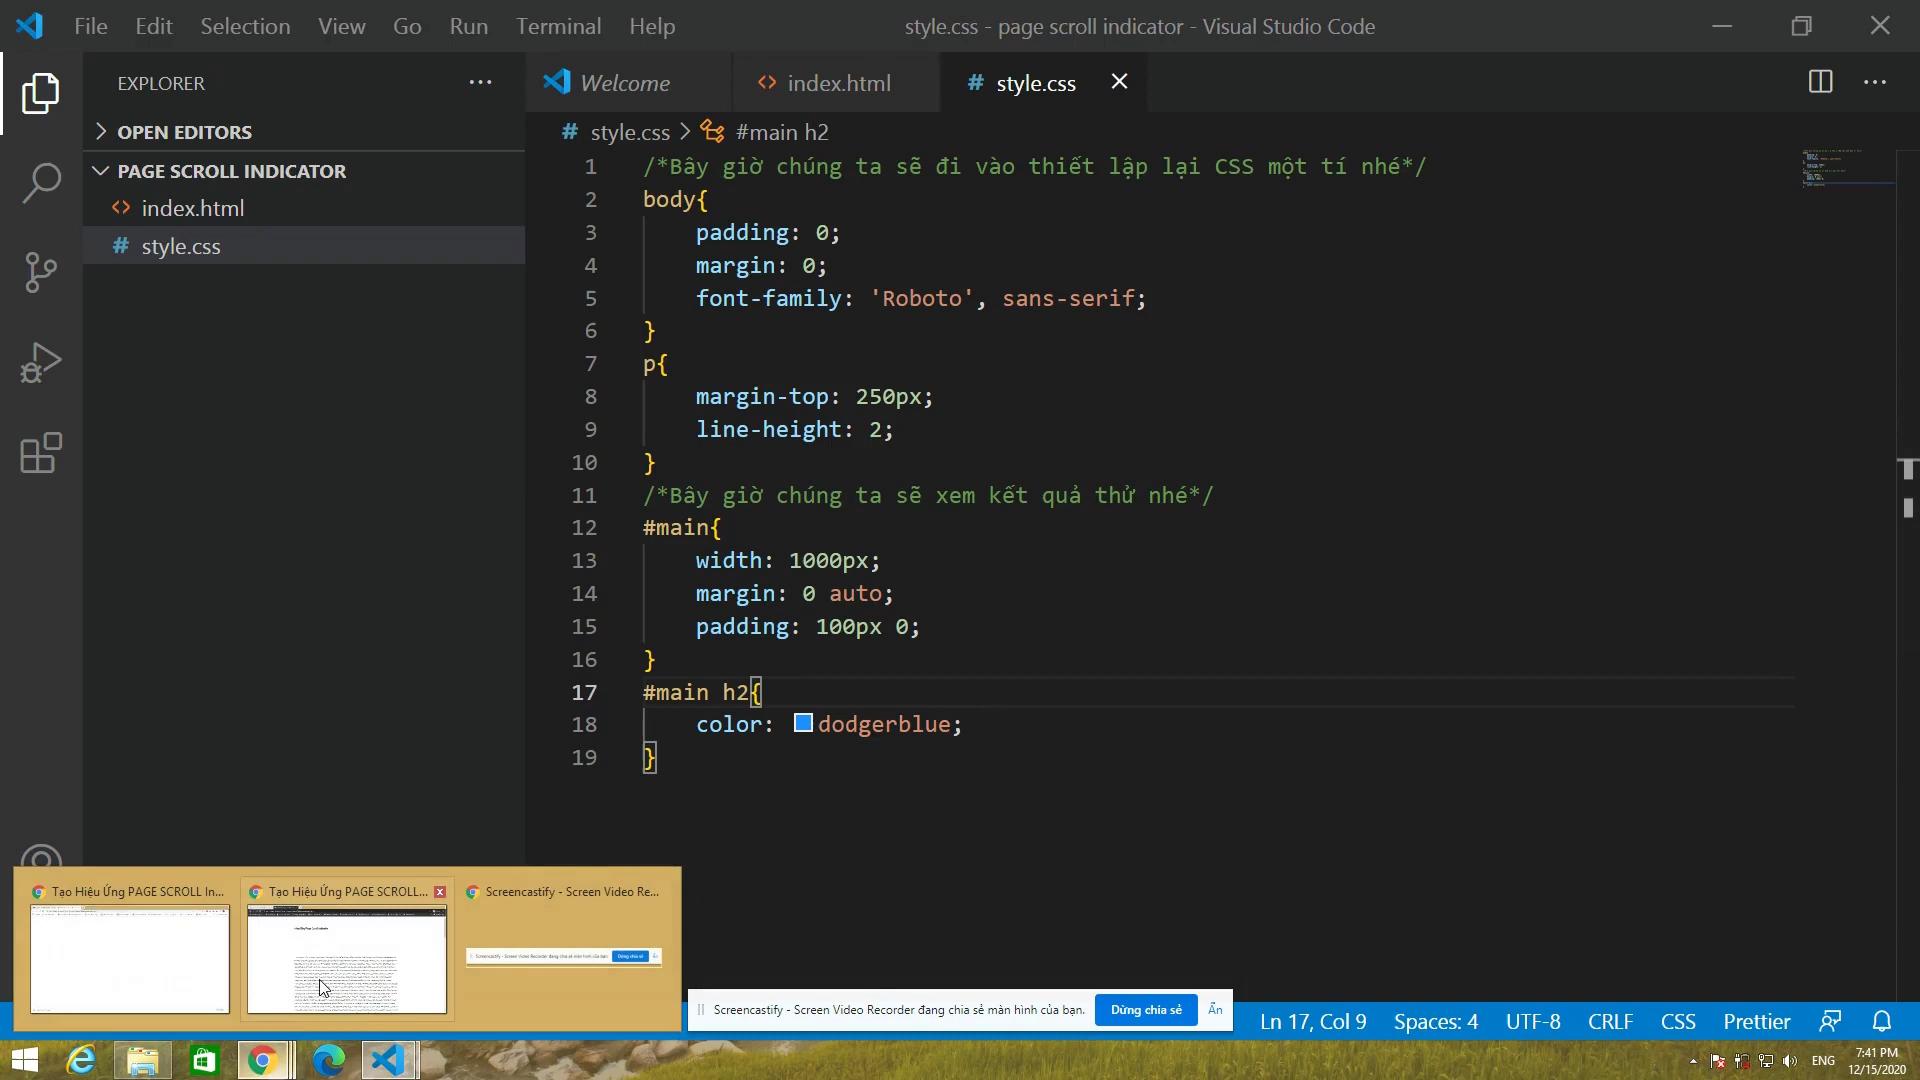 File Edit Selection View Go Run Terminal Help
style.css - page scroll indicator - Visual Studio Code
EXPLORER
OPEN EDITORS
PAGE SCROLL INDICATOR
index.html
style.css
Welcome
index.html
style.css
style.css > #main h2
1 /*Bây giờ chúng ta sẽ đi vào thiết lập lại CSS một tí nhé*/
2 body{
3 padding: 0;
4 margin: 0;
5 font-family: 'Roboto', sans-serif;
6 }
7 p{
8 margin-top: 250px;
9 line-height: 2;
10 }
11 /*Bây giờ chúng ta sẽ xem kết quả thử nhé*/
12 #main{
13 width: 1000px;
14 margin: 0 auto;
15 padding: 100px 0;
16 }
17 #main h2{
18 color: dodgerblue;
19 }
Tạo Hiệu Ứng PAGE SCROLL In...
Tạo Hiệu Ứng PAGE SCROLL...
Screencastify - Screen Video Re...
Screencastify - Screen Video Recorder đang chia sẻ màn hình của bạn. Dừng chia sẻ Ẩn
Ln 17, Col 9 Spaces: 4 UTF-8 CRLF CSS Prettier
ENG
7:41 PM
12/15/2020